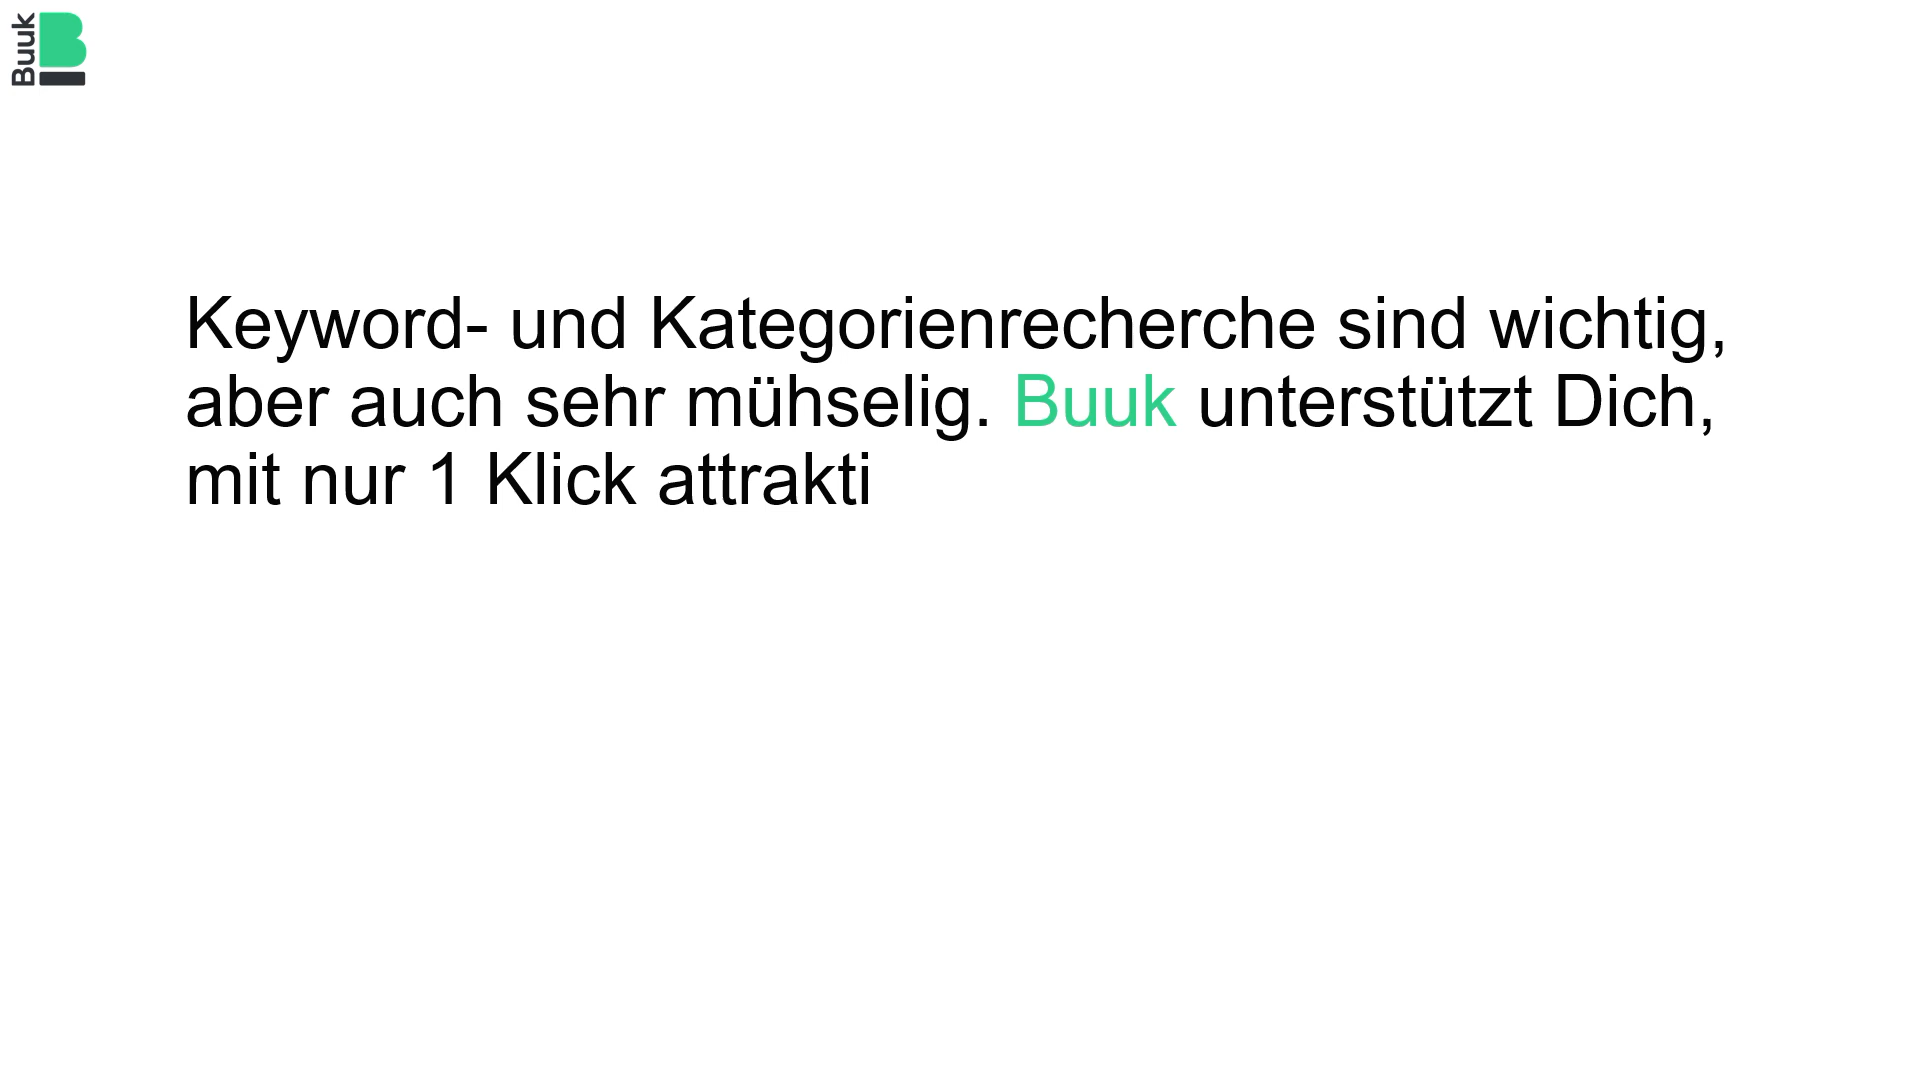 Buuk
Keyword- und Kategorienrecherche sind wichtig,
aber auch sehr mühselig. Buuk unterstützt Dich,
mit nur 1 Klick attrakti